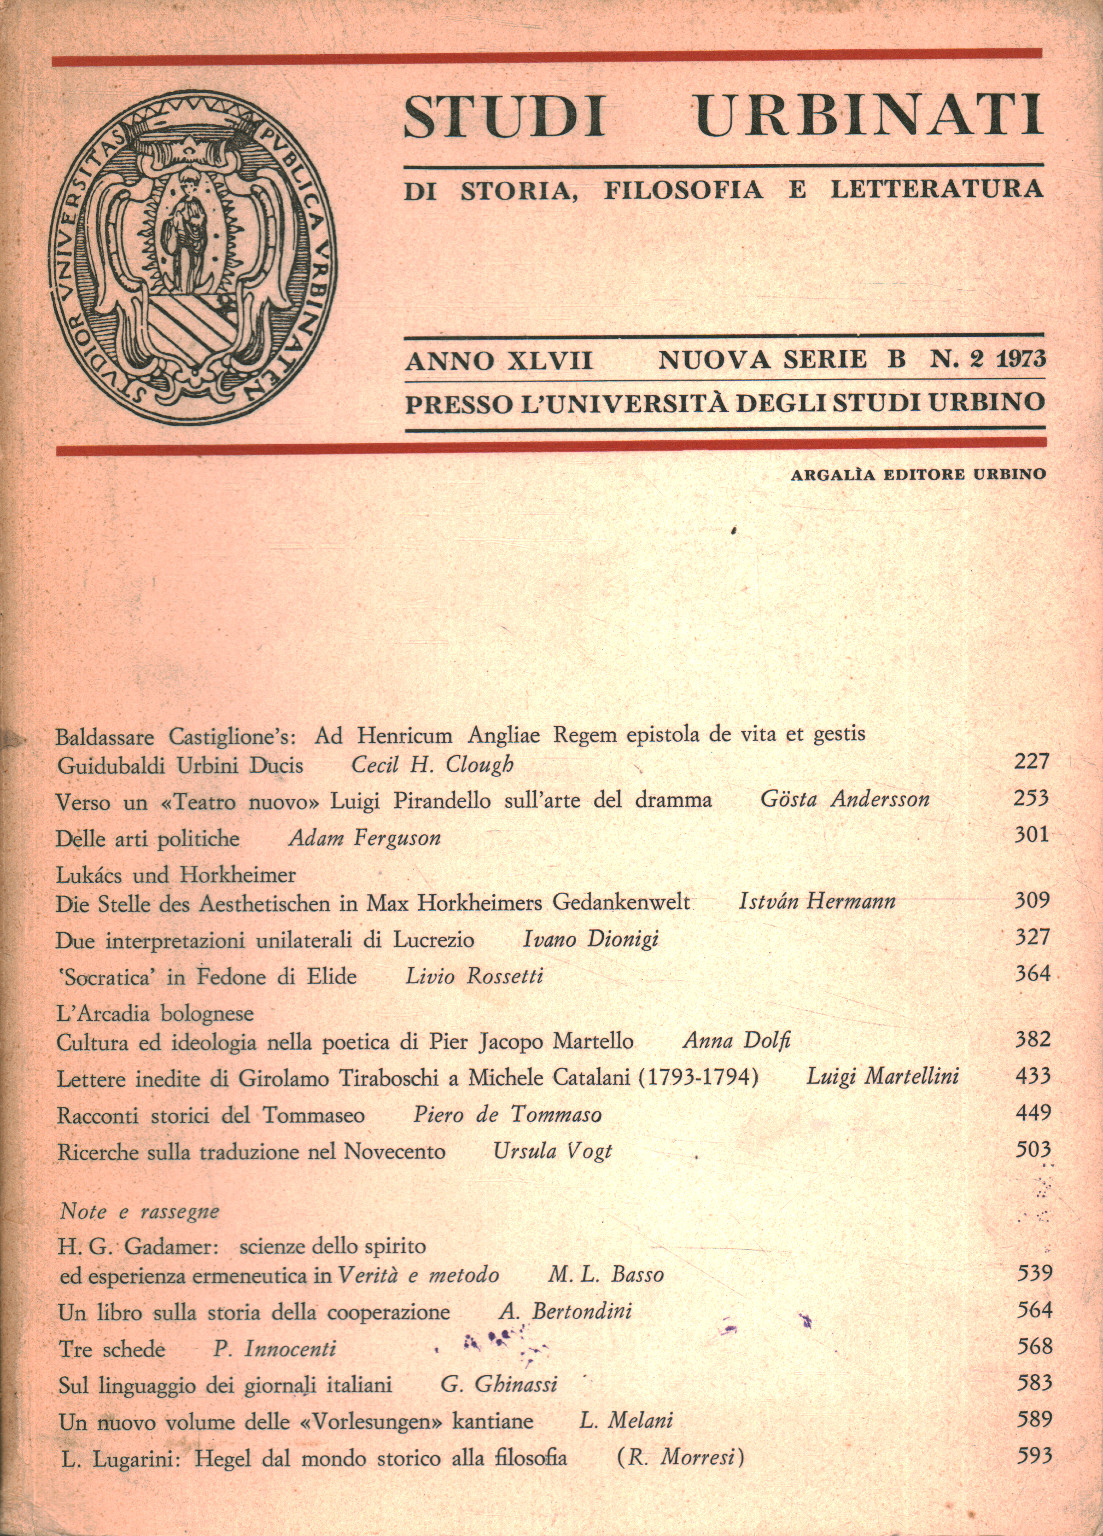 STUDIOR VNIVERSITAS PVBLICA VRBINATEN
STUDI URBINATI
DI STORIA, FILOSOFIA E LETTERATURA
ANNO XLVII NUOVA SERIE B N. 2 1973
PRESSO L'UNIVERSITÀ DEGLI STUDI URBINO
ARGALÌA EDITORE URBINO
Baldassare Castiglione's: Ad Henricum Angliae Regem epistola de vita et gestis
Guidubaldi Urbini Ducis Cecil H. Clough 227
Verso un «Teatro nuovo» Luigi Pirandello sull'arte del dramma Gösta Andersson 253
Delle arti politiche Adam Ferguson 301
Lukács und Horkheimer
Die Stelle des Aesthetischen in Max Horkheimers Gedankenwelt István Hermann 309
Due interpretazioni unilaterali di Lucrezio Ivano Dionigi 327
'Socratica' in Fedone di Elide Livio Rossetti 364
L'Arcadia bolognese
Cultura ed ideologia nella poetica di Pier Jacopo Martello Anna Dolfi 382
Lettere inedite di Girolamo Tiraboschi a Michele Catalani (1793-1794) Luigi Martellini 433
Racconti storici del Tommaseo Piero de Tommaso 449
Ricerche sulla traduzione nel Novecento Ursula Vogt 503
Note e rassegne
H. G. Gadamer: scienze dello spirito
ed esperienza ermeneutica in Verità e metodo M. L. Basso 539
Un libro sulla storia della cooperazione A. Bertondini 564
Tre schede P. Innocenti 568
Sul linguaggio dei giornali italiani G. Ghinassi 583
Un nuovo volume delle «Vorlesungen» kantiane L. Melani 589
L. Lugarini: Hegel dal mondo storico alla filosofia (R. Morresi) 593